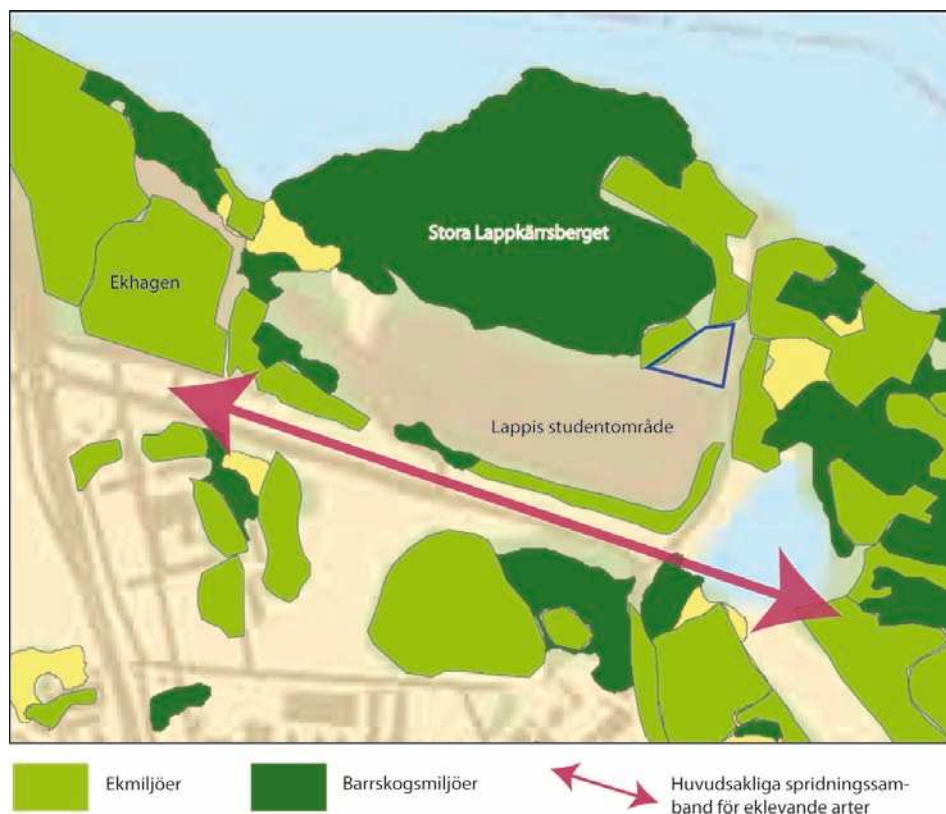 Stora Lappkärrsberget
Ekhagen
Lappis studentområde
Ekmiljöer
Barrskogsmiljöer
Huvudsakliga spridningssam-
band för eklevande arter